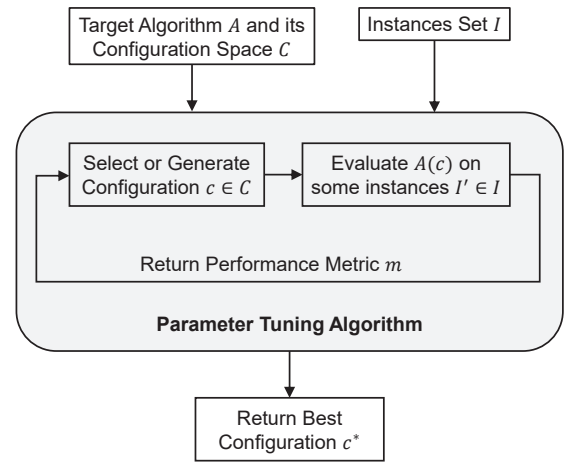 Target Algorithm A and its
Configuration Space C
Instances Set I
Select or Generate
Configuration c ∈ C
Evaluate A(c) on
some instances I′ ∈ I
Return Performance Metric m
Parameter Tuning Algorithm
Return Best
Configuration c*